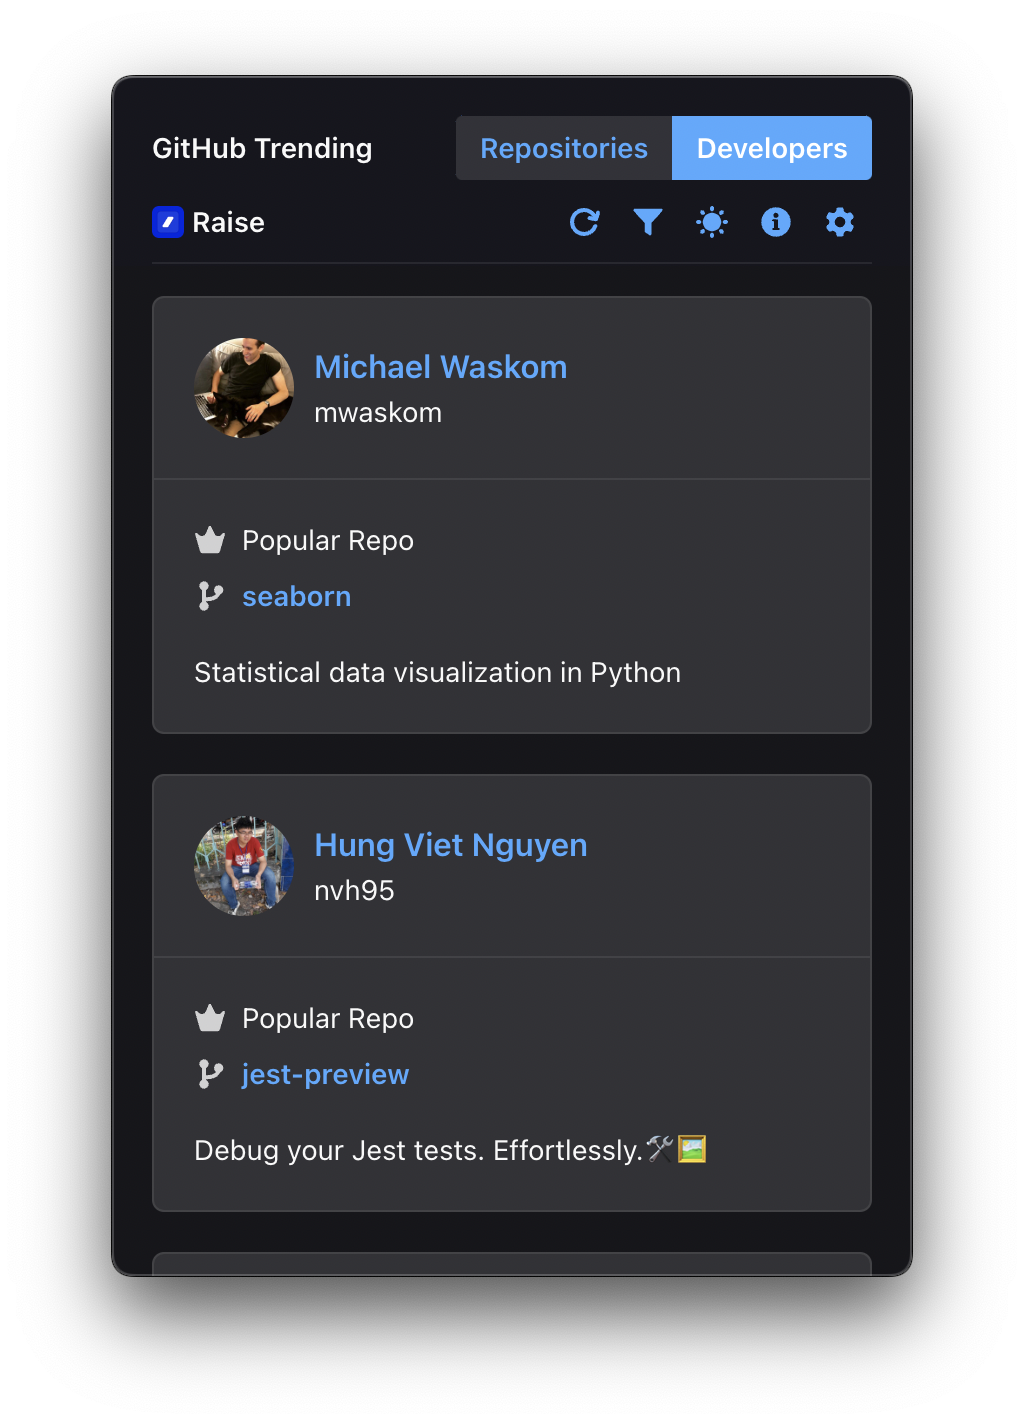 GitHub Trending
Repositories
Developers
Raise
Michael Waskom
mwaskom
Popular Repo
seaborn
Statistical data visualization in Python
Hung Viet Nguyen
nvh95
Popular Repo
jest-preview
Debug your Jest tests. Effortlessly.🛠️🖼️